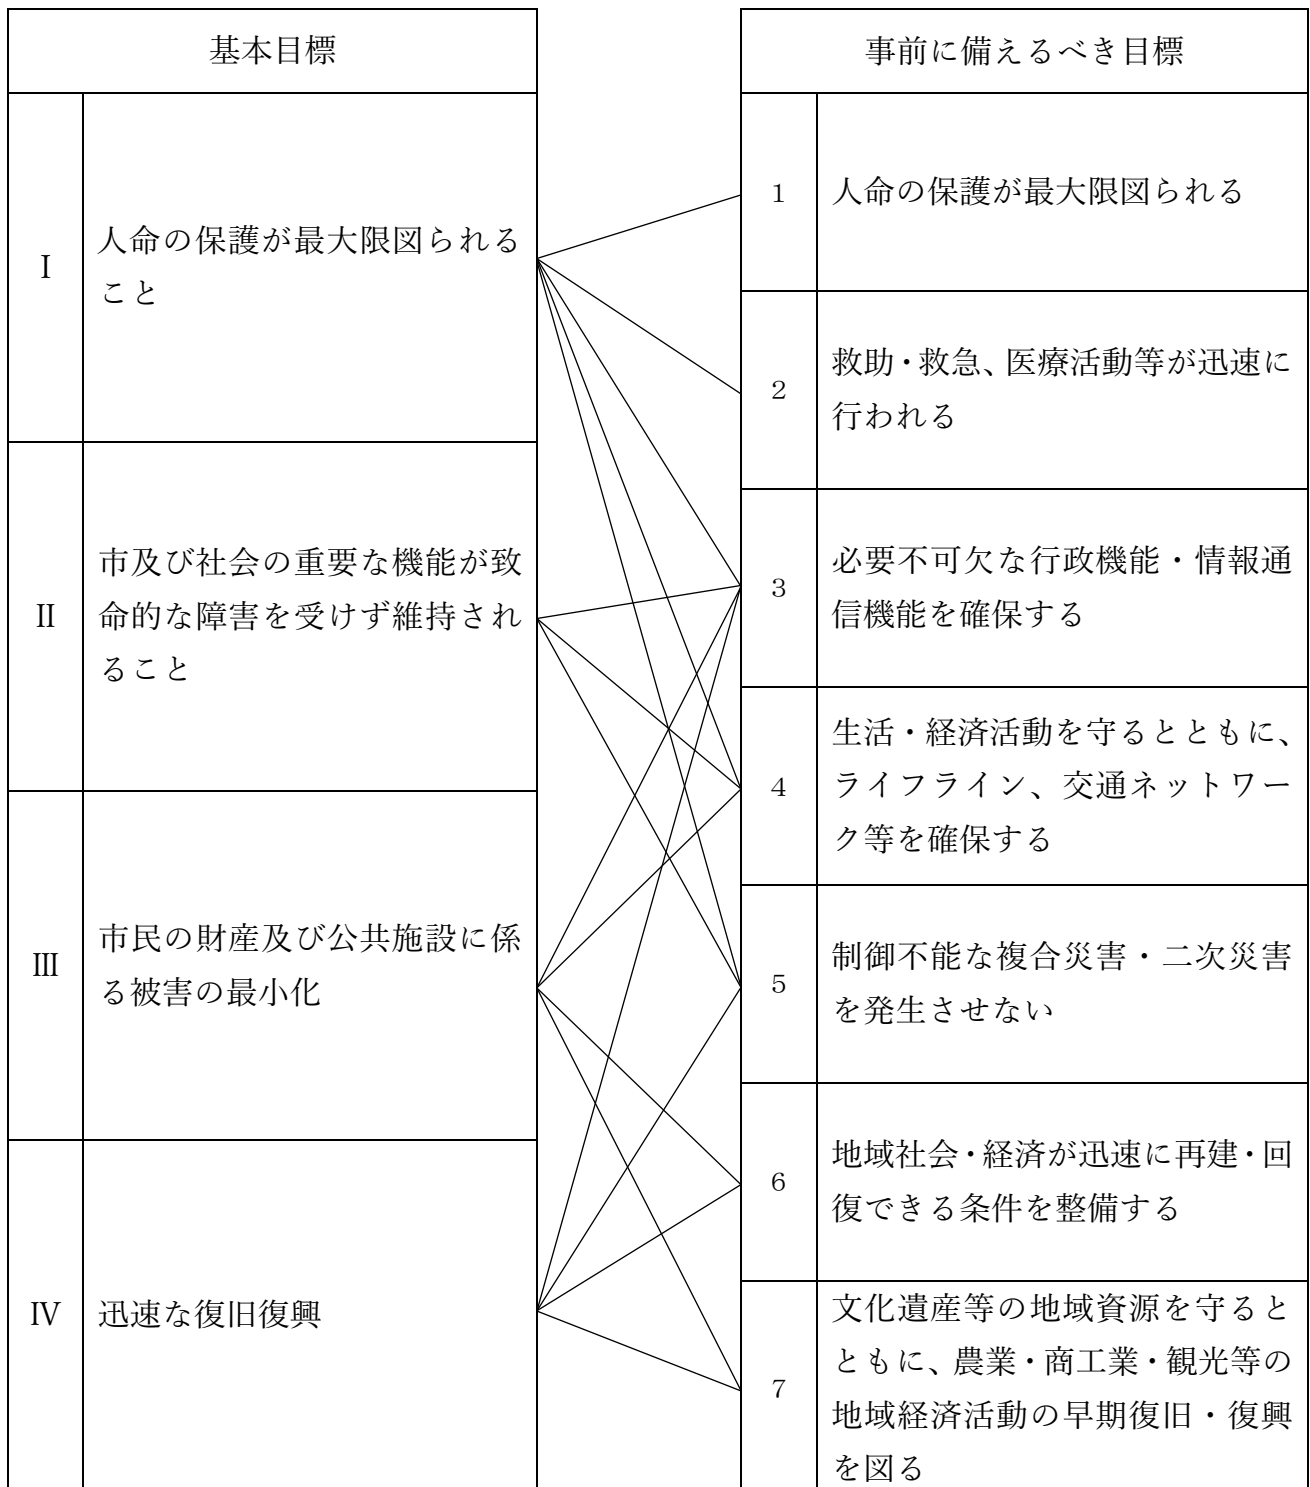 基本目標
Ⅰ
人命の保護が最大限図られる
こと
Ⅱ
市及び社会の重要な機能が致
命的な障害を受けず維持され
ること
Ⅲ
市民の財産及び公共施設に係
る被害の最小化
Ⅳ
迅速な復旧復興
事前に備えるべき目標
1
人命の保護が最大限図られる
2
救助・救急、医療活動等が迅速に
行われる
3
必要不可欠な行政機能・情報通
信機能を確保する
4
生活・経済活動を守るとともに、
ライフライン、交通ネットワー
ク等を確保する
5
制御不能な複合災害・二次災害
を発生させない
6
地域社会・経済が迅速に再建・回
復できる条件を整備する
7
文化遺産等の地域資源を守ると
ともに、農業・商工業・観光等の
地域経済活動の早期復旧・復興
を図る